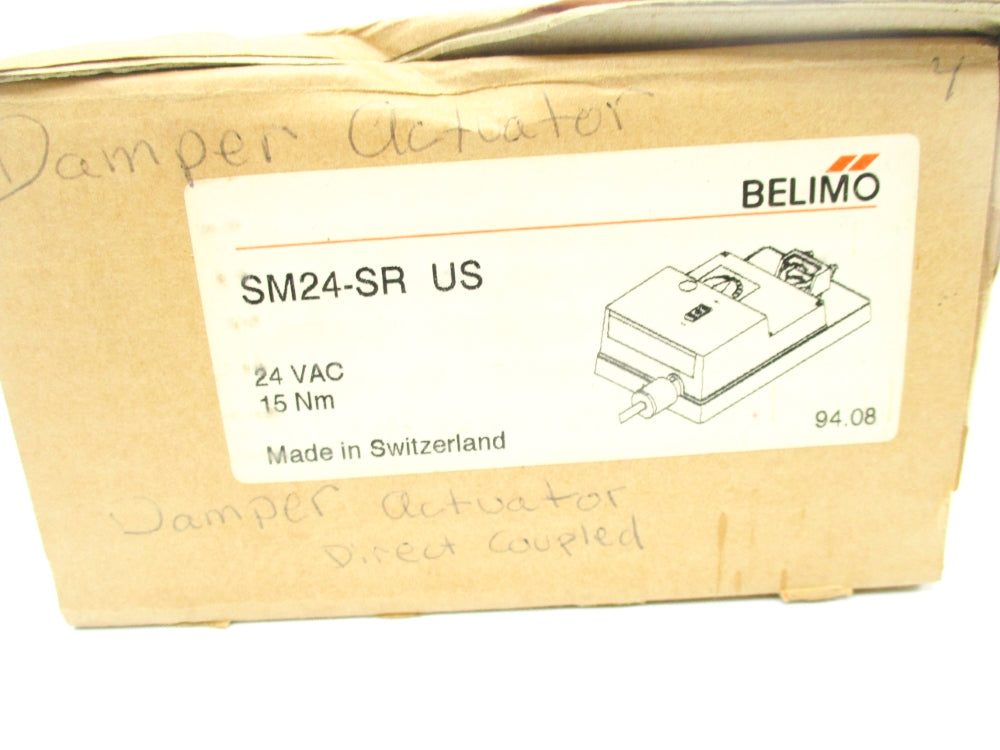 Damper Actuator
4
BELIMO
SM24-SR US
24 VAC
15 Nm
Made in Switzerland
94.08
Damper Actuator
Direct Coupled